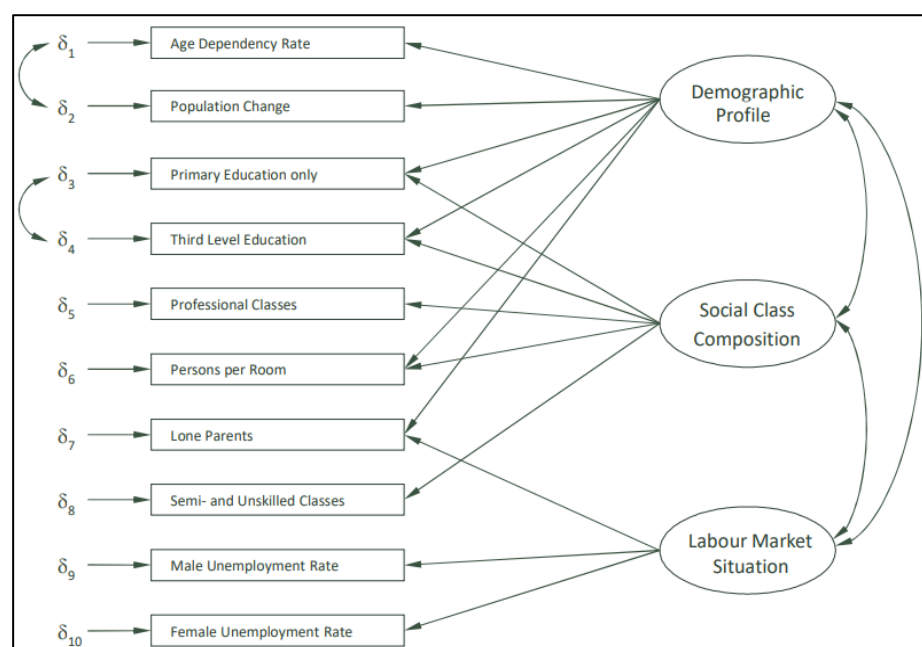 δ1
Age Dependency Rate
δ2
Population Change
δ3
Primary Education only
δ4
Third Level Education
δ5
Professional Classes
δ6
Persons per Room
δ7
Lone Parents
δ8
Semi- and Unskilled Classes
δ9
Male Unemployment Rate
δ10
Female Unemployment Rate
Demographic
Profile
Social Class
Composition
Labour Market
Situation